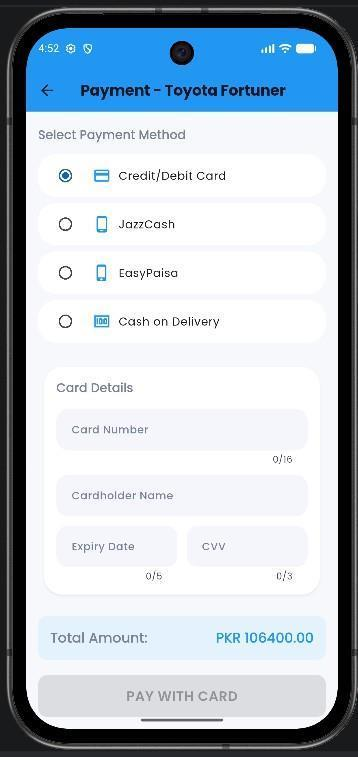 4:52
Payment - Toyota Fortuner
Select Payment Method
Credit/Debit Card
JazzCash
EasyPaisa
Cash on Delivery
Card Details
Card Number
0/16
Cardholder Name
Expiry Date CVV
0/5 0/3
Total Amount: PKR 106400.00
PAY WITH CARD